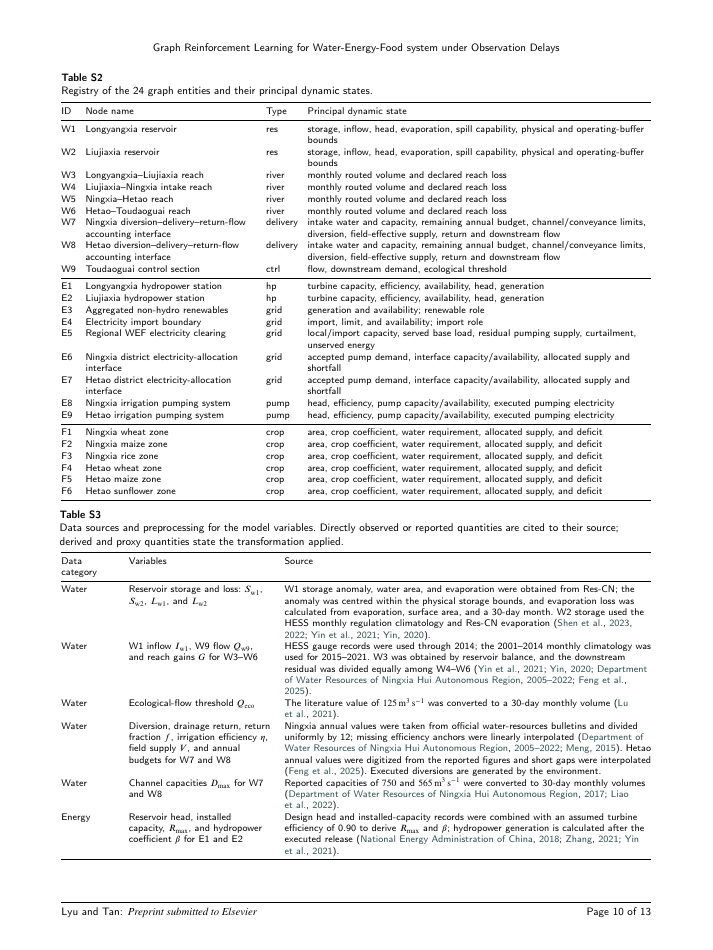 Graph Reinforcement Learning for Water-Energy-Food system under Observation Delays
Table S2
Registry of the 24 graph entities and their principal dynamic states.
ID Node name Type Principal dynamic state
W1 Longyangxia reservoir res storage, inflow, head, evaporation, spill capability, physical and operating-buffer
bounds
W2 Liujiaxia reservoir res storage, inflow, head, evaporation, spill capability, physical and operating-buffer
bounds
W3 Longyangxia–Liujiaxia reach river monthly routed volume and declared reach loss
W4 Liujiaxia–Ningxia intake reach river monthly routed volume and declared reach loss
W5 Ningxia–Hetao reach river monthly routed volume and declared reach loss
W6 Hetao–Toudaoguai reach river monthly routed volume and declared reach loss
W7 Ningxia diversion–delivery–return-flow delivery intake water and capacity, remaining annual budget, channel/conveyance limits,
accounting interface diversion, field-effective supply, return and downstream flow
W8 Hetao diversion–delivery–return-flow delivery intake water and capacity, remaining annual budget, channel/conveyance limits,
accounting interface diversion, field-effective supply, return and downstream flow
W9 Toudaoguai control section ctrl flow, downstream demand, ecological threshold
E1 Longyangxia hydropower station hp turbine capacity, efficiency, availability, head, generation
E2 Liujiaxia hydropower station hp turbine capacity, efficiency, availability, head, generation
E3 Aggregated non-hydro renewables grid generation and availability; renewable role
E4 Electricity import boundary grid import, limit, and availability; import role
E5 Regional WEF electricity clearing grid local/import capacity, served base load, residual pumping supply, curtailment,
unserved energy
E6 Ningxia district electricity-allocation grid accepted pump demand, interface capacity/availability, allocated supply and
interface shortfall
E7 Hetao district electricity-allocation grid accepted pump demand, interface capacity/availability, allocated supply and
interface shortfall
E8 Ningxia irrigation pumping system pump head, efficiency, pump capacity/availability, executed pumping electricity
E9 Hetao irrigation pumping system pump head, efficiency, pump capacity/availability, executed pumping electricity
F1 Ningxia wheat zone crop area, crop coefficient, water requirement, allocated supply, and deficit
F2 Ningxia maize zone crop area, crop coefficient, water requirement, allocated supply, and deficit
F3 Ningxia rice zone crop area, crop coefficient, water requirement, allocated supply, and deficit
F4 Hetao wheat zone crop area, crop coefficient, water requirement, allocated supply, and deficit
F5 Hetao maize zone crop area, crop coefficient, water requirement, allocated supply, and deficit
F6 Hetao sunflower zone crop area, crop coefficient, water requirement, allocated supply, and deficit
Table S3
Data sources and preprocessing for the model variables. Directly observed or reported quantities are cited to their source;
derived and proxy quantities state the transformation applied.
Data Variables Source
category
Water Reservoir storage and loss: S_w1, W1 storage anomaly, water area, and evaporation were obtained from Res-CN; the
S_w2, L_w1, and L_w2 anomaly was centred within the physical storage bounds, and evaporation loss was
calculated from evaporation, surface area, and a 30-day month. W2 storage used the
HESS monthly regulation climatology and Res-CN evaporation (Shen et al., 2023,
2022; Yin et al., 2021; Yin, 2020).
Water W1 inflow I_w1, W9 flow Q_w9, HESS gauge records were used through 2014; the 2001–2014 monthly climatology was
and reach gains G for W3–W6 used for 2015–2021. W3 was obtained by reservoir balance, and the downstream
residual was divided equally among W4–W6 (Yin et al., 2021; Yin, 2020; Department
of Water Resources of Ningxia Hui Autonomous Region, 2005–2022; Feng et al.,
2025).
Water Ecological-flow threshold Q_eco The literature value of 125 m³ s⁻¹ was converted to a 30-day monthly volume (Lu
et al., 2021).
Water Diversion, drainage return, return Ningxia annual values were taken from official water-resources bulletins and divided
fraction f, irrigation efficiency η, uniformly by 12; missing efficiency anchors were linearly interpolated (Department of
field supply V, and annual Water Resources of Ningxia Hui Autonomous Region, 2005–2022; Meng, 2015). Hetao
budgets for W7 and W8 annual values were digitized from the reported figures and short gaps were interpolated
(Feng et al., 2025). Executed diversions are generated by the environment.
Water Channel capacities D_max for W7 Reported capacities of 750 and 565 m³ s⁻¹ were converted to 30-day monthly volumes
and W8 (Department of Water Resources of Ningxia Hui Autonomous Region, 2017; Liao
et al., 2022).
Energy Reservoir head, installed Design head and installed-capacity records were combined with an assumed turbine
capacity, R_max, and hydropower efficiency of 0.90 to derive R_max and β; hydropower generation is calculated after the
coefficient β for E1 and E2 executed release (National Energy Administration of China, 2018; Zhang, 2021; Yin
et al., 2021).
Lyu and Tan: Preprint submitted to Elsevier Page 10 of 13